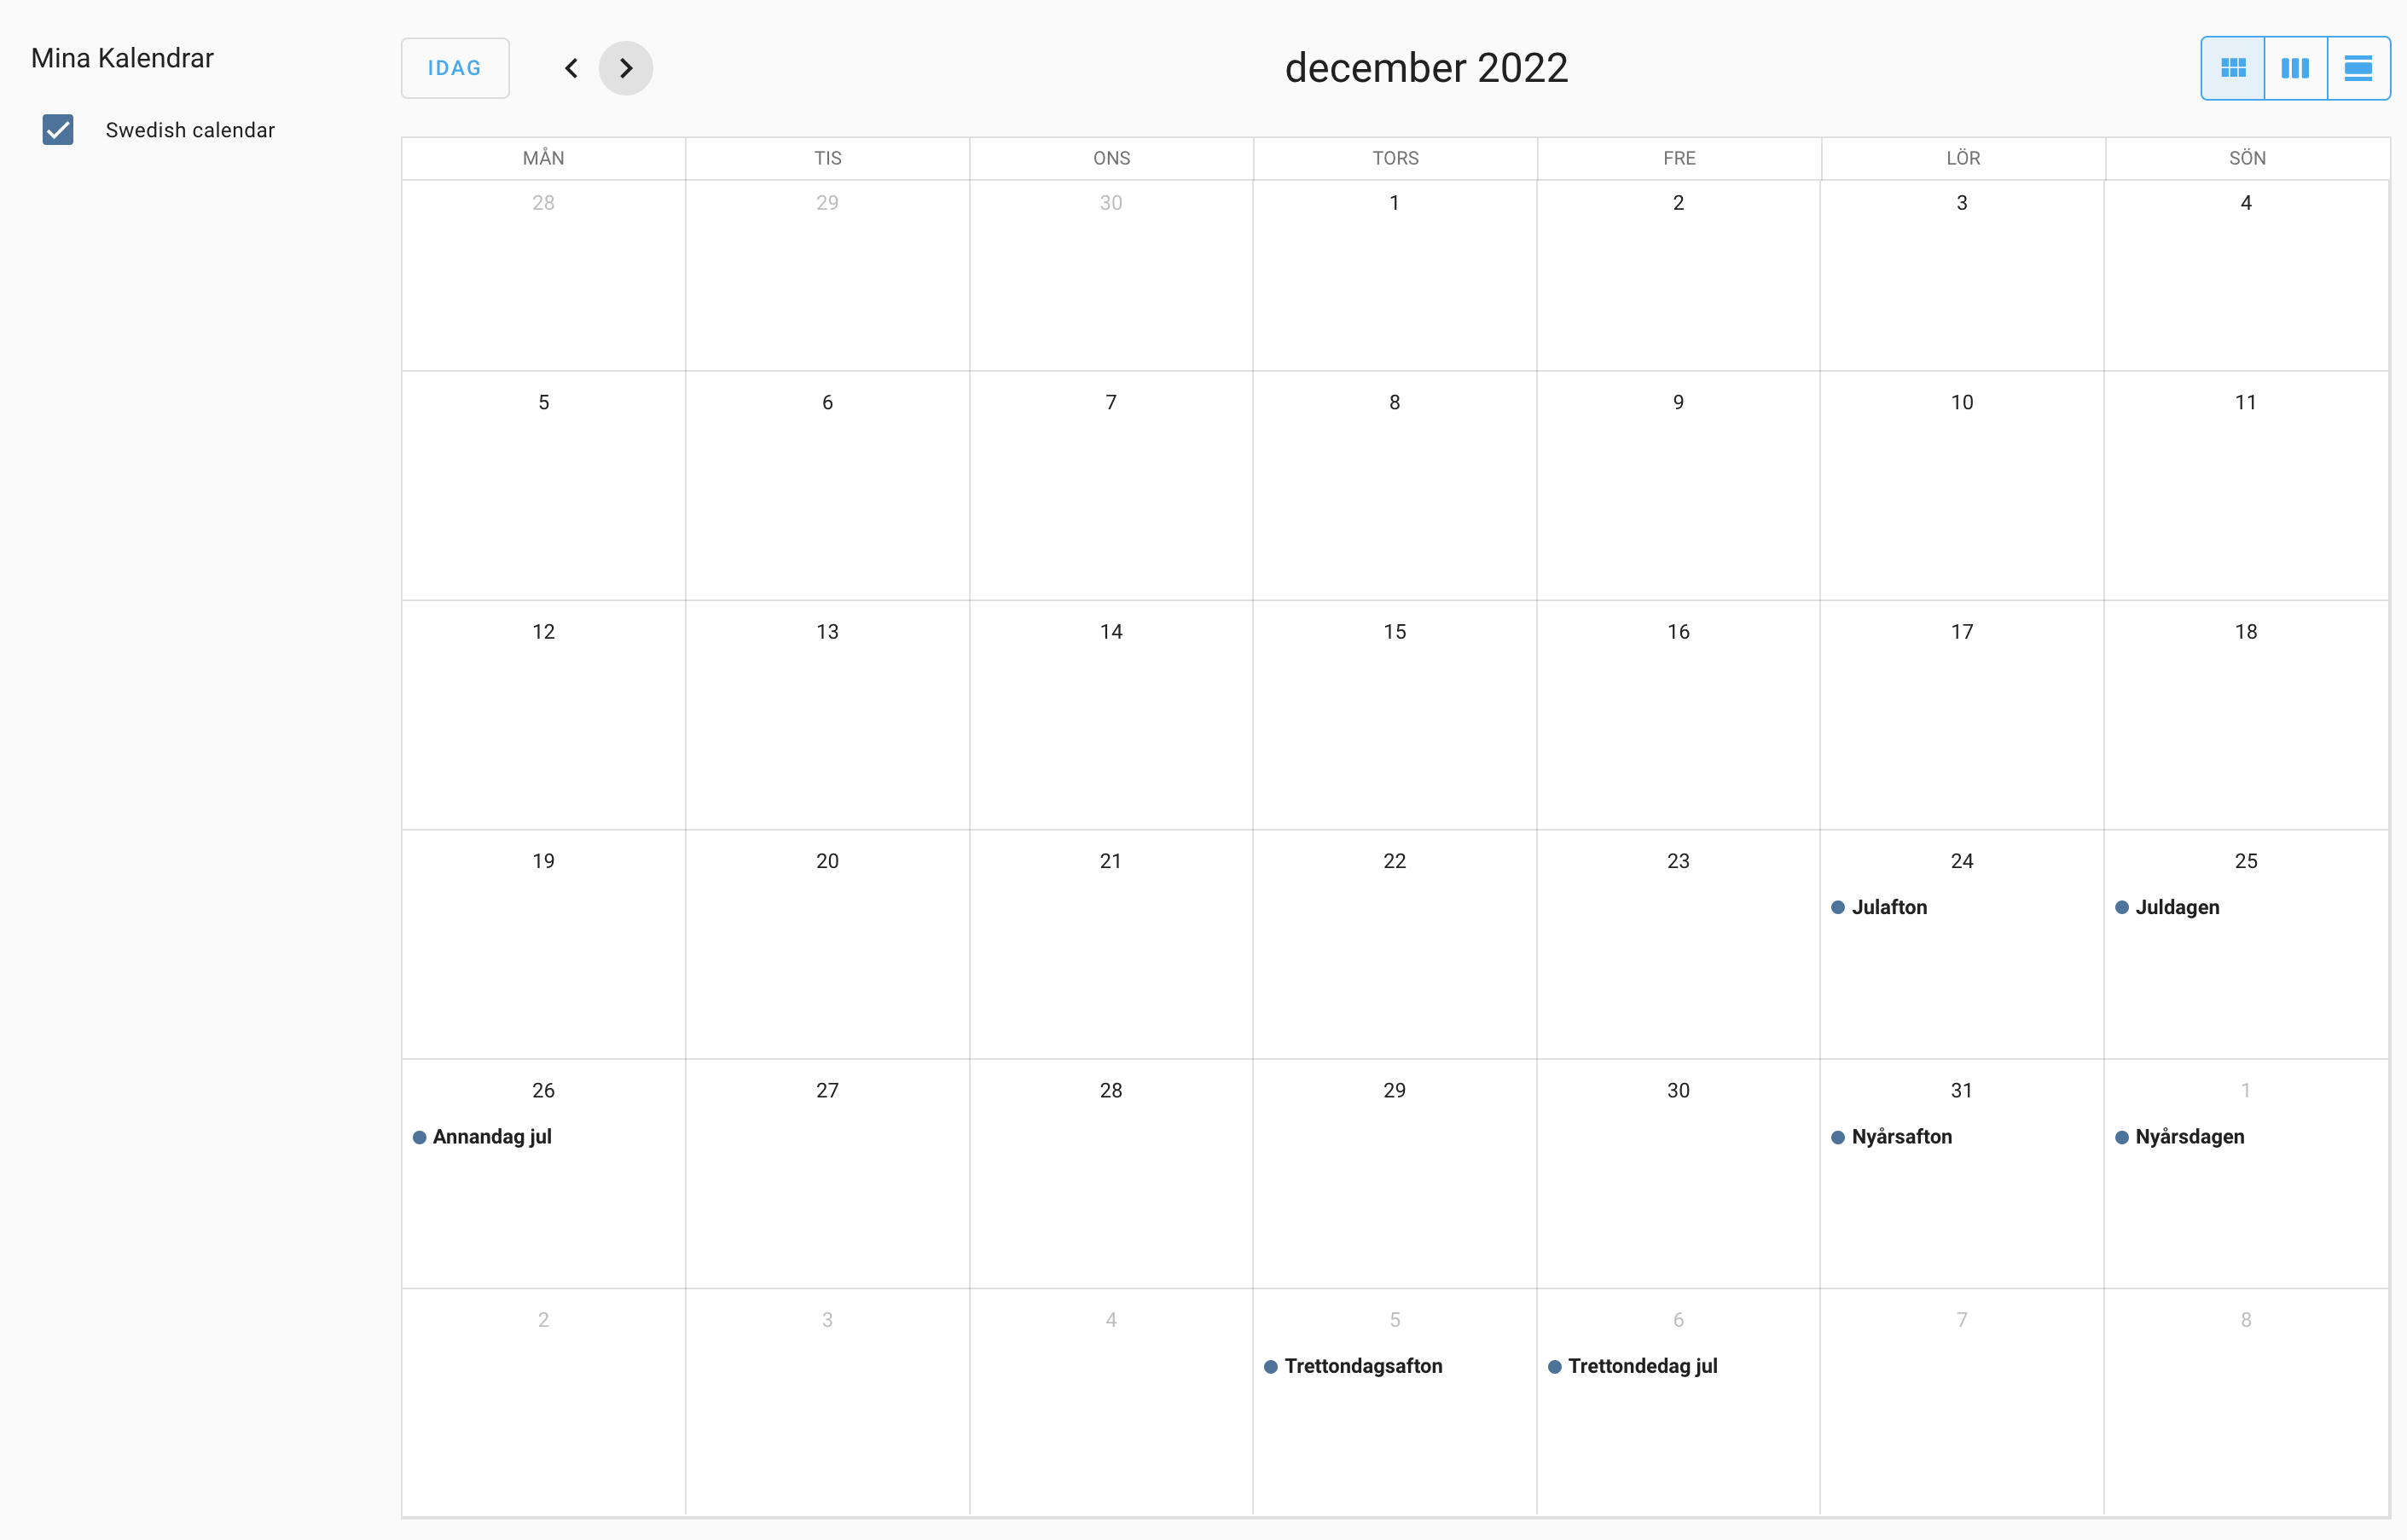 Mina Kalendrar
Swedish calendar
IDAG
december 2022
MÅN TIS ONS TORS FRE LÖR SÖN
28 29 30 1 2 3 4
5 6 7 8 9 10 11
12 13 14 15 16 17 18
19 20 21 22 23 24 25
Julafton Juldagen
26 27 28 29 30 31 1
Annandag jul Nyårsafton Nyårsdagen
2 3 4 5 6 7 8
Trettondagsafton Trettondedag jul